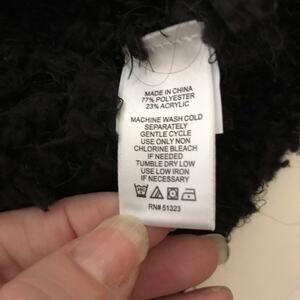 MADE IN CHINA
77% POLYESTER
23% ACRYLIC
MACHINE WASH COLD
SEPARATELY
GENTLE CYCLE
USE ONLY NON
CHLORINE BLEACH
IF NEEDED
TUMBLE DRY LOW
USE LOW IRON
IF NECESSARY
RN# 51323